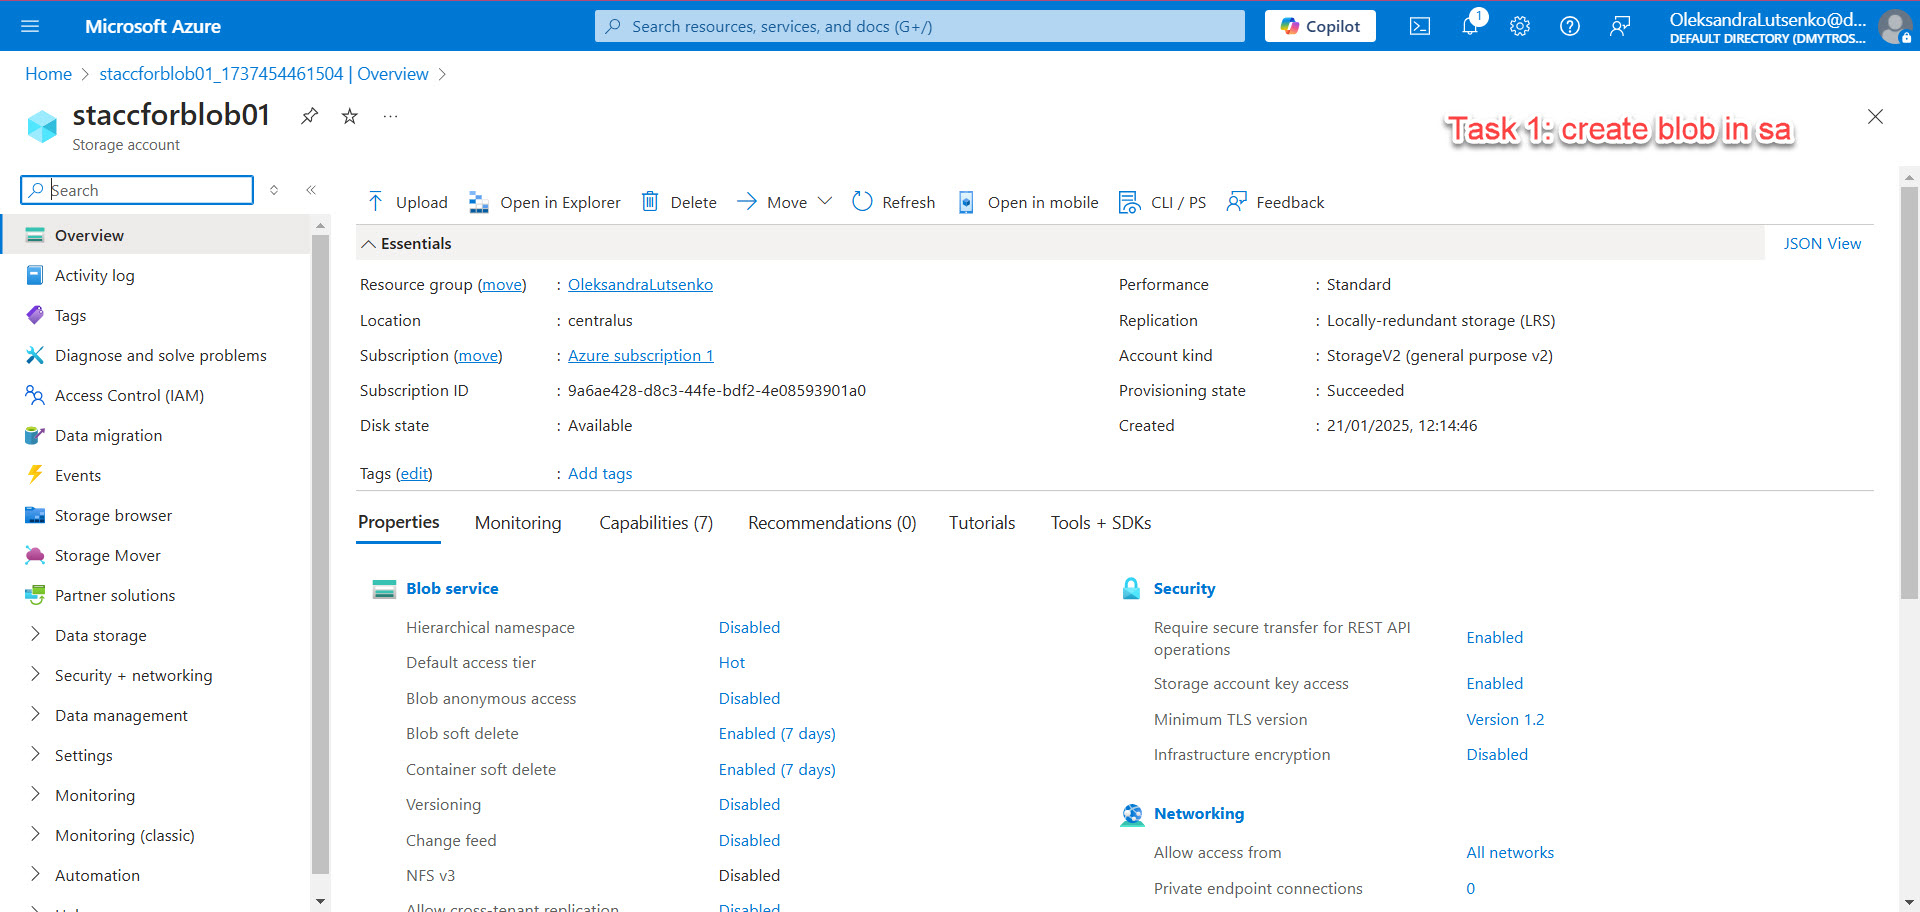 Microsoft Azure
Search resources, services, and docs (G+/)
Copilot
1
OleksandraLutsenko@d...
DEFAULT DIRECTORY (DMYTROS...
Home > staccforblob01_1737454461504 | Overview >
staccforblob01
Storage account
Task 1: create blob in sa
Search
Overview
Activity log
Tags
Diagnose and solve problems
Access Control (IAM)
Data migration
Events
Storage browser
Storage Mover
Partner solutions
Data storage
Security + networking
Data management
Settings
Monitoring
Monitoring (classic)
Automation
Upload Open in Explorer Delete Move Refresh Open in mobile CLI / PS Feedback
Essentials
JSON View
Resource group (move) : OleksandraLutsenko
Location : centralus
Subscription (move) : Azure subscription 1
Subscription ID : 9a6ae428-d8c3-44fe-bdf2-4e08593901a0
Disk state : Available
Tags (edit) : Add tags
Performance : Standard
Replication : Locally-redundant storage (LRS)
Account kind : StorageV2 (general purpose v2)
Provisioning state : Succeeded
Created : 21/01/2025, 12:14:46
Properties Monitoring Capabilities (7) Recommendations (0) Tutorials Tools + SDKs
Blob service
Hierarchical namespace Disabled
Default access tier Hot
Blob anonymous access Disabled
Blob soft delete Enabled (7 days)
Container soft delete Enabled (7 days)
Versioning Disabled
Change feed Disabled
NFS v3 Disabled
Allow cross-tenant replication Disabled
Security
Require secure transfer for REST API
operations Enabled
Storage account key access Enabled
Minimum TLS version Version 1.2
Infrastructure encryption Disabled
Networking
Allow access from All networks
Private endpoint connections 0